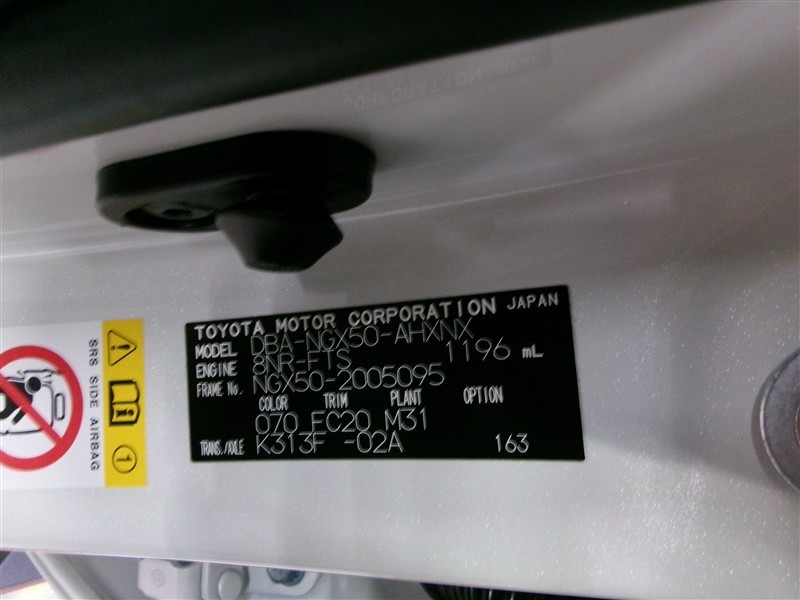 TOYOTA MOTOR CORPORATION JAPAN
MODEL DBA-NGX50-AHXNX
ENGINE 8NR-FTS 1196 mL
FRAME No. NGX50-2005095
COLOR TRIM PLANT OPTION
070 FC20 M31
TRANS./AXLE K313F -02A 163
SRS SIDE AIRBAG
1